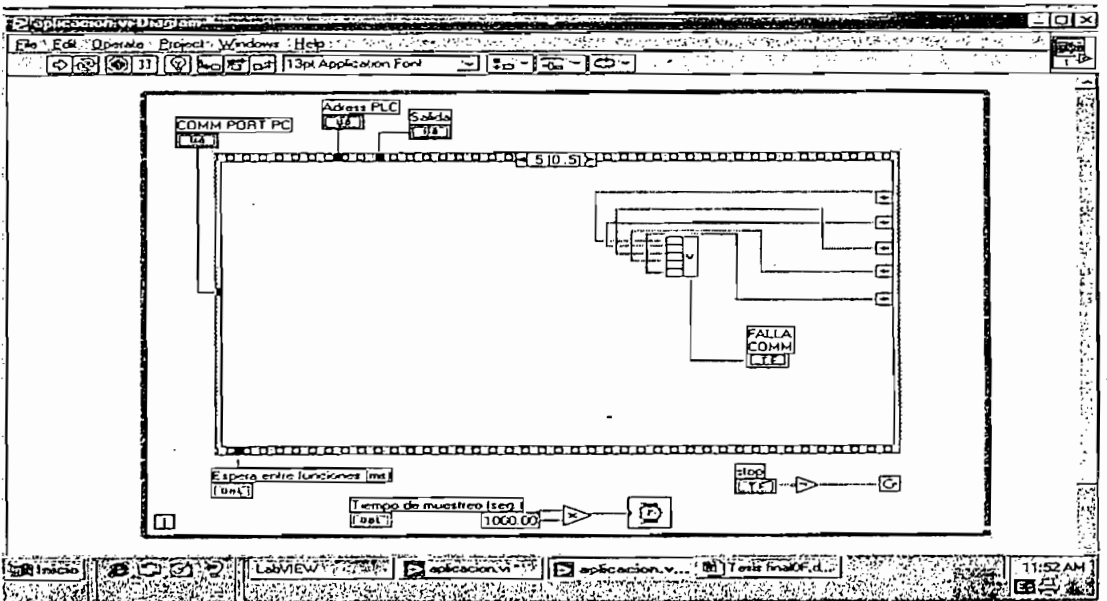 aplicacion.vi Diagram
File Edit Operate Project Windows Help
13pt Application Font
COMM PORT PC
Adress PLC
Salida
5 [0..5]
FALLA
COMM
TF
Espera entre funciones (ms)
stop
TF
Tiempo de muestreo (seg.)
1000.00
Inicio
LabVIEW
aplicacion.vi
aplicacion.v...
Tesis finalOF.d...
11:52 AM